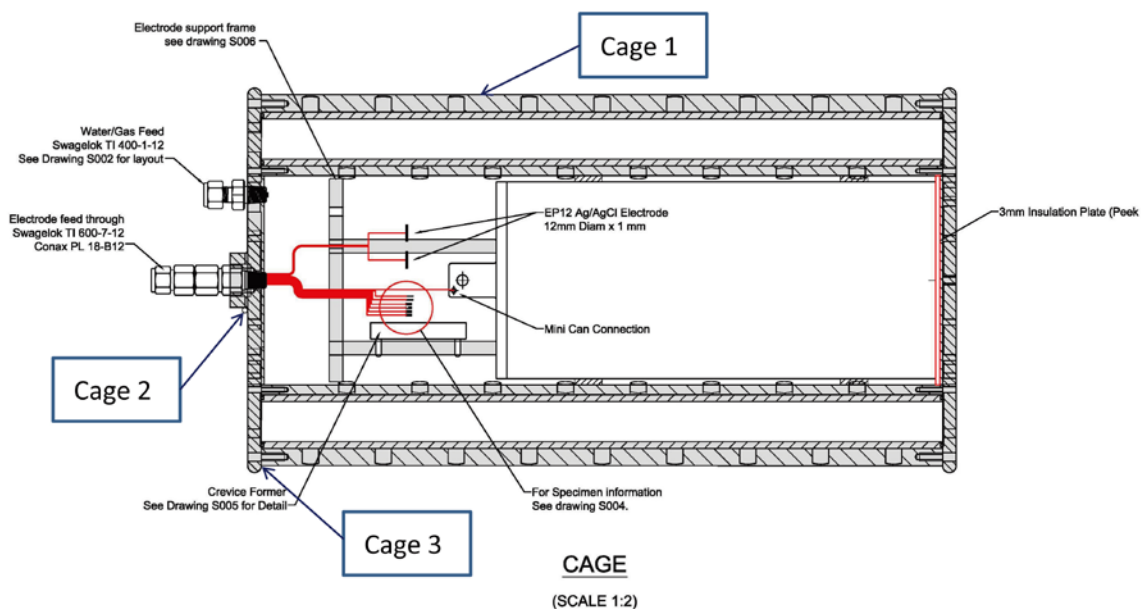 Electrode support frame
see drawing S006
Cage 1
Water/Gas Feed
Swagelok TI 400-1-12
See Drawing S002 for layout
Electrode feed through
Swagelok TI 600-7-12
Conax PL 18-B12
EP12 Ag/AgCl Electrode
12mm Diam x 1 mm
3mm Insulation Plate (Peek
Mini Can Connection
Cage 2
Crevice Former
See Drawing S005 for Detail
For Specimen information
See drawing S004.
Cage 3
CAGE
(SCALE 1:2)